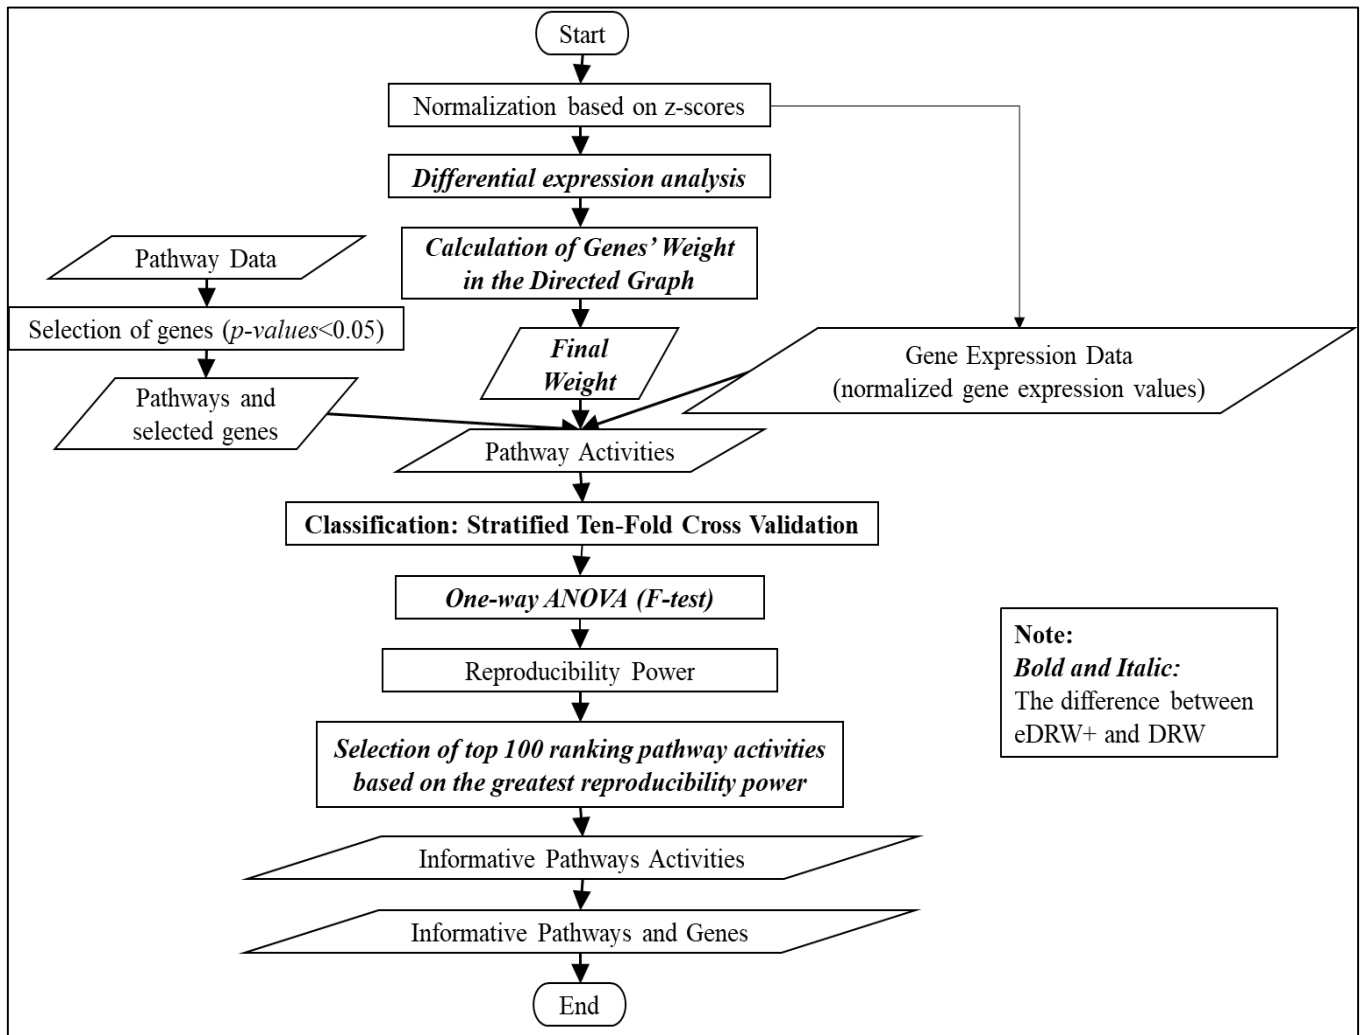 Start
Normalization based on z-scores
Differential expression analysis
Calculation of Genes' Weight
in the Directed Graph
Pathway Data
Selection of genes (p-values<0.05)
Final
Weight
Gene Expression Data
(normalized gene expression values)
Pathways and
selected genes
Pathway Activities
Classification: Stratified Ten-Fold Cross Validation
One-way ANOVA (F-test)
Reproducibility Power
Selection of top 100 ranking pathway activities
based on the greatest reproducibility power
Informative Pathways Activities
Informative Pathways and Genes
End
Note:
Bold and Italic:
The difference between
eDRW+ and DRW